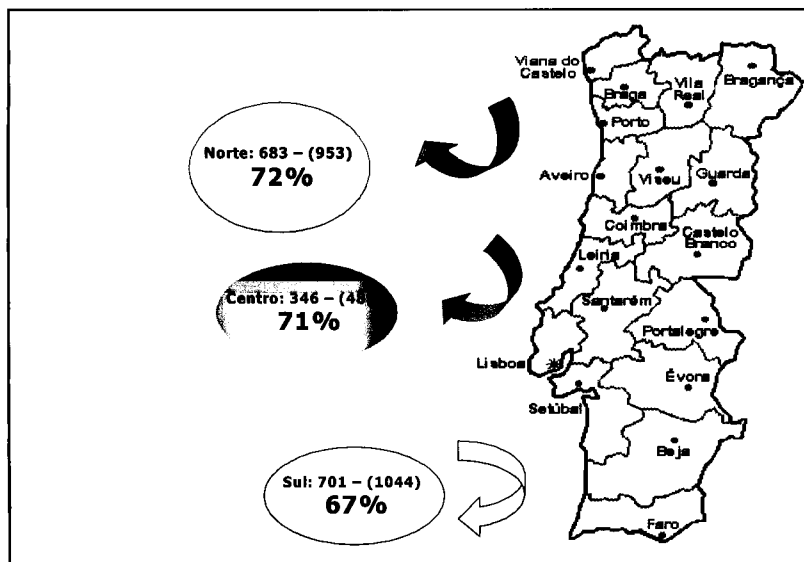 Viana do
Castelo
Bragança
Braga
Vila
Real
Porto
Norte: 683 – (953)
72%
Aveiro
Viseu
Guarda
Coimbra
Castelo
Branco
Leiria
Centro: 346 – (48
71%
Santarém
Portalegre
Lisboa
Évora
Setúbal
Beja
Sul: 701 – (1044)
67%
Faro